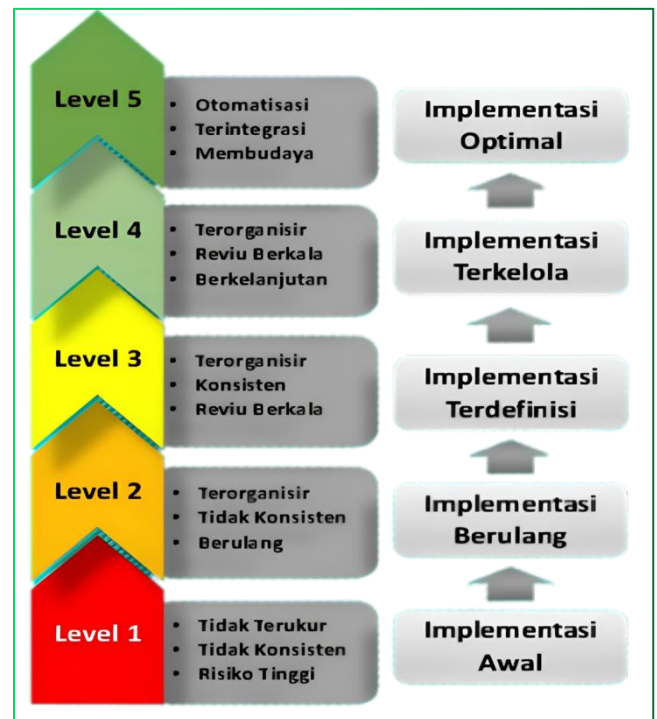 Level 5
• Otomatisasi
• Terintegrasi
• Membudaya
Implementasi
Optimal
Level 4
• Terorganisir
• Reviu Berkala
• Berkelanjutan
Implementasi
Terkelola
Level 3
• Terorganisir
• Konsisten
• Reviu Berkala
Implementasi
Terdefinisi
Level 2
• Terorganisir
• Tidak Konsisten
• Berulang
Implementasi
Berulang
Level 1
• Tidak Terukur
• Tidak Konsisten
• Risiko Tinggi
Implementasi
Awal